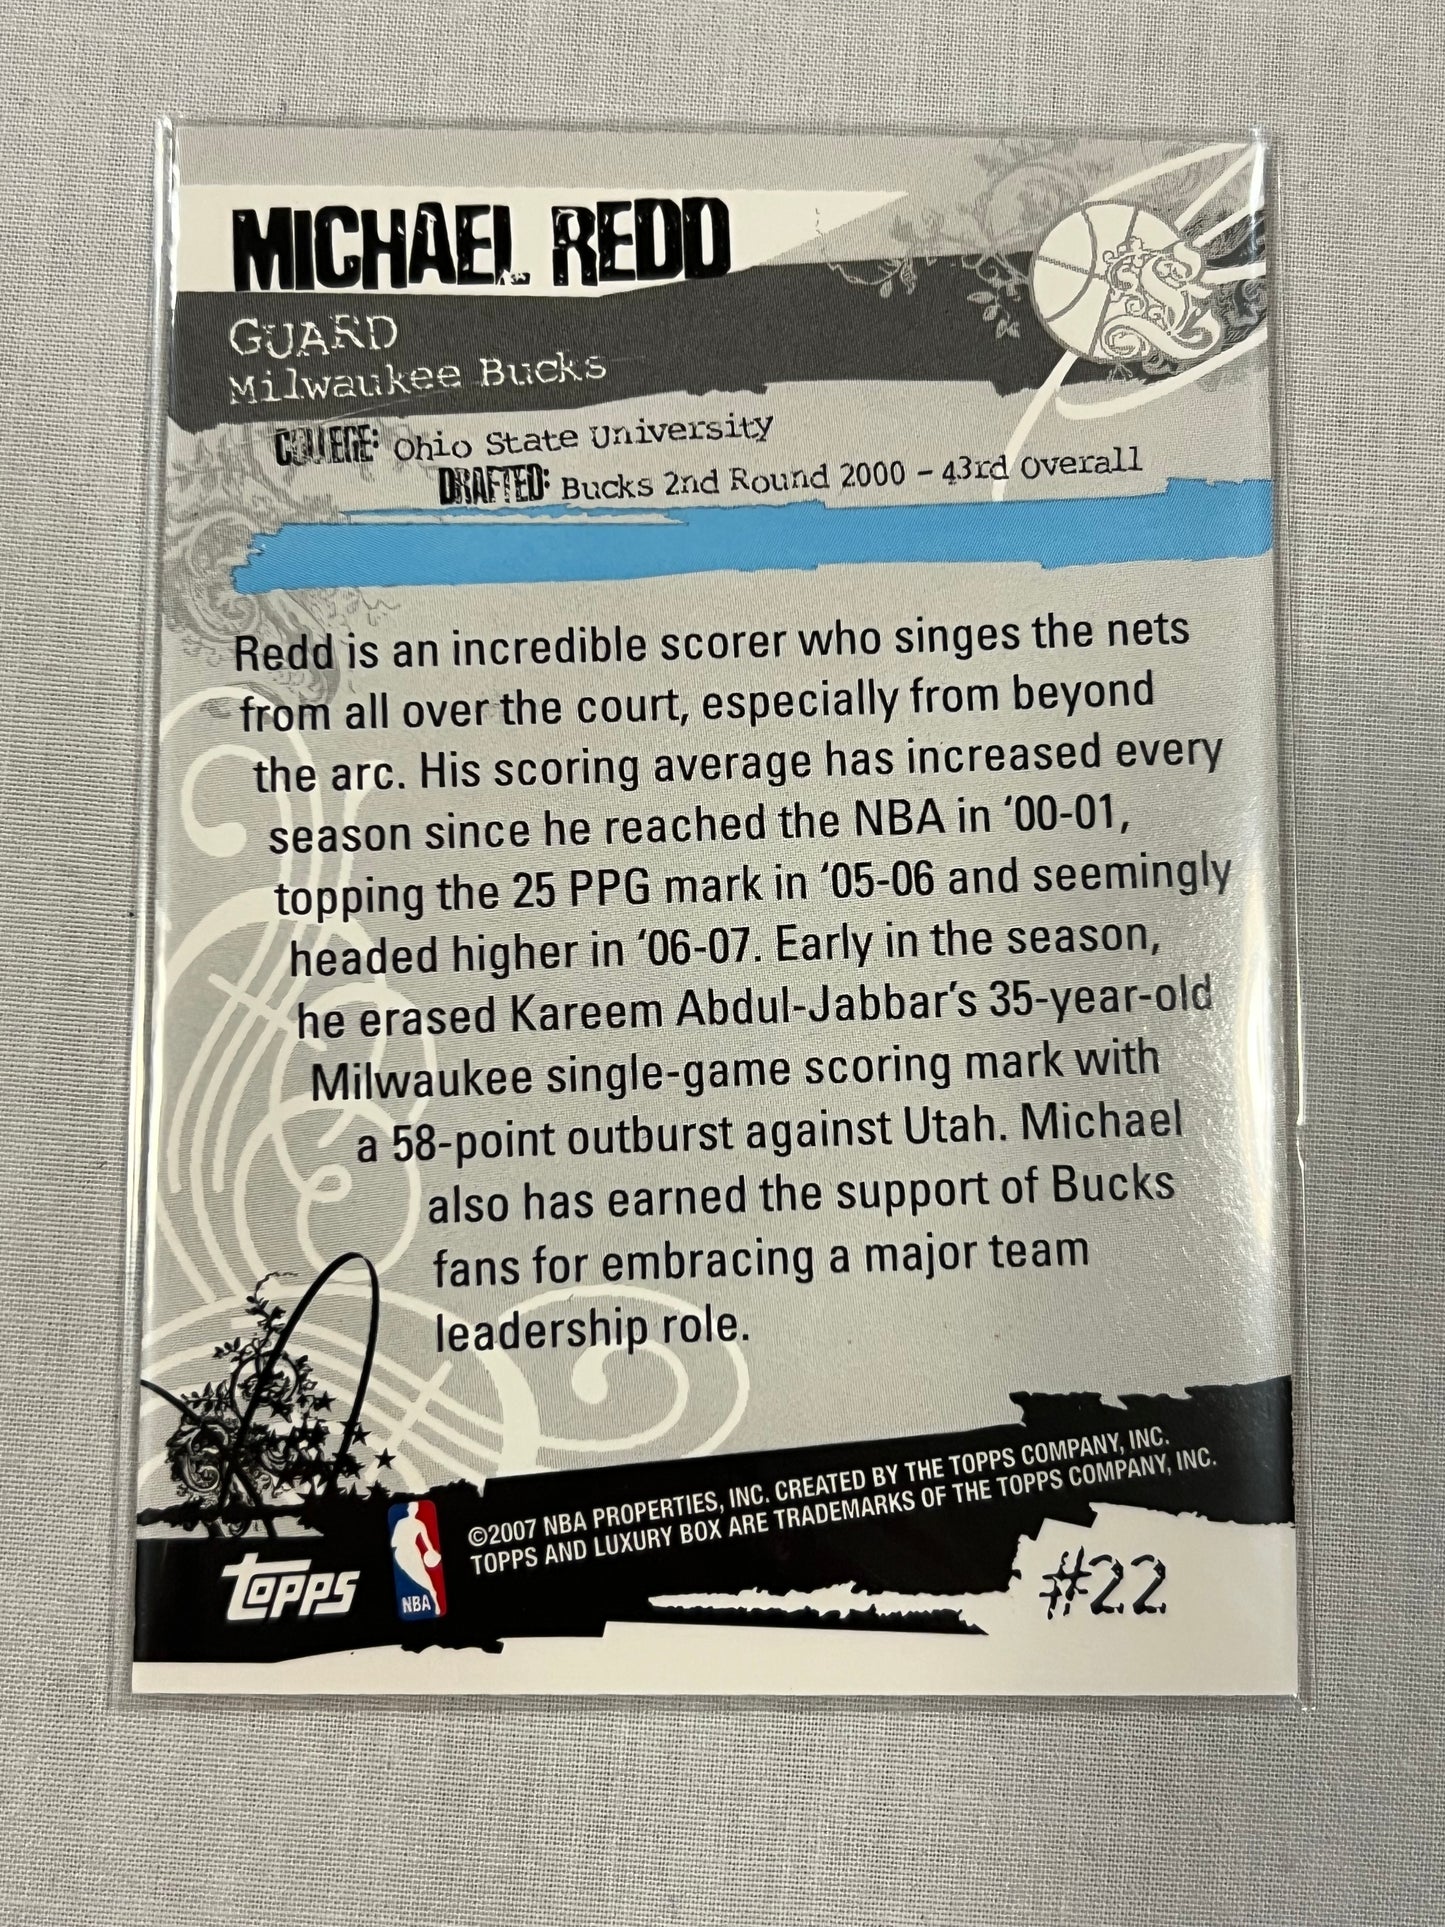 MICHAEL REDD
GUARD
Milwaukee Bucks
COLLEGE: Ohio State University
DRAFTED: Bucks 2nd Round 2000 – 43rd Overall
Redd is an incredible scorer who singes the nets
from all over the court, especially from beyond
the arc. His scoring average has increased every
season since he reached the NBA in ‘00-01,
topping the 25 PPG mark in ‘05-06 and seemingly
headed higher in ‘06-07. Early in the season,
he erased Kareem Abdul-Jabbar’s 35-year-old
Milwaukee single-game scoring mark with
a 58-point outburst against Utah. Michael
also has earned the support of Bucks
fans for embracing a major team
leadership role.
©2007 NBA PROPERTIES, INC. CREATED BY THE TOPPS COMPANY, INC.
TOPPS AND LUXURY BOX ARE TRADEMARKS OF THE TOPPS COMPANY, INC.
TOPPS
NBA
#22